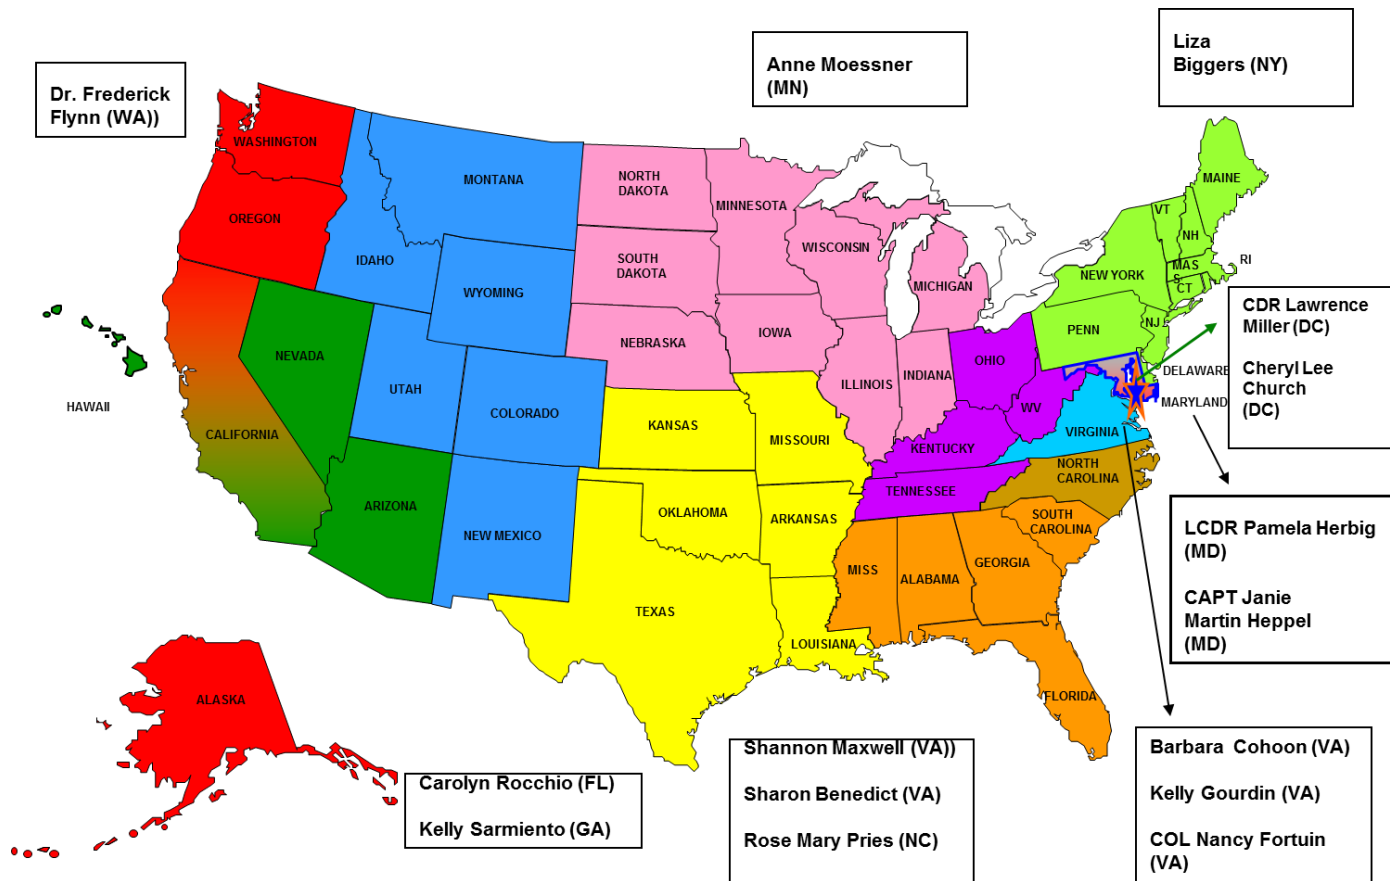 Liza
Biggers (NY)
Anne Moessner
(MN)
Dr. Frederick
Flynn (WA))
WASHINGTON
OREGON
MONTANA
IDAHO
WYOMING
NORTH
DAKOTA
MINNESOTA
SOUTH
DAKOTA
WISCONSIN
MICHIGAN
NEBRASKA
IOWA
ILLINOIS
INDIANA
OHIO
PENN
NEW YORK
VT
NH
MAINE
MAS
S
RI
CT
NJ
DELAWARE
MARYLAND
CDR Lawrence
Miller (DC)
Cheryl Lee
Church
(DC)
HAWAII
NEVADA
UTAH
COLORADO
CALIFORNIA
ARIZONA
NEW MEXICO
KANSAS
MISSOURI
OKLAHOMA
ARKANSAS
TEXAS
LOUISIANA
WV
VIRGINIA
KENTUCKY
TENNESSEE
NORTH
CAROLINA
SOUTH
CAROLINA
MISS
ALABAMA
GEORGIA
FLORIDA
LCDR Pamela Herbig
(MD)
CAPT Janie
Martin Heppel
(MD)
ALASKA
Carolyn Rocchio (FL)
Kelly Sarmiento (GA)
Shannon Maxwell (VA))
Sharon Benedict (VA)
Rose Mary Pries (NC)
Barbara Cohoon (VA)
Kelly Gourdin (VA)
COL Nancy Fortuin
(VA)